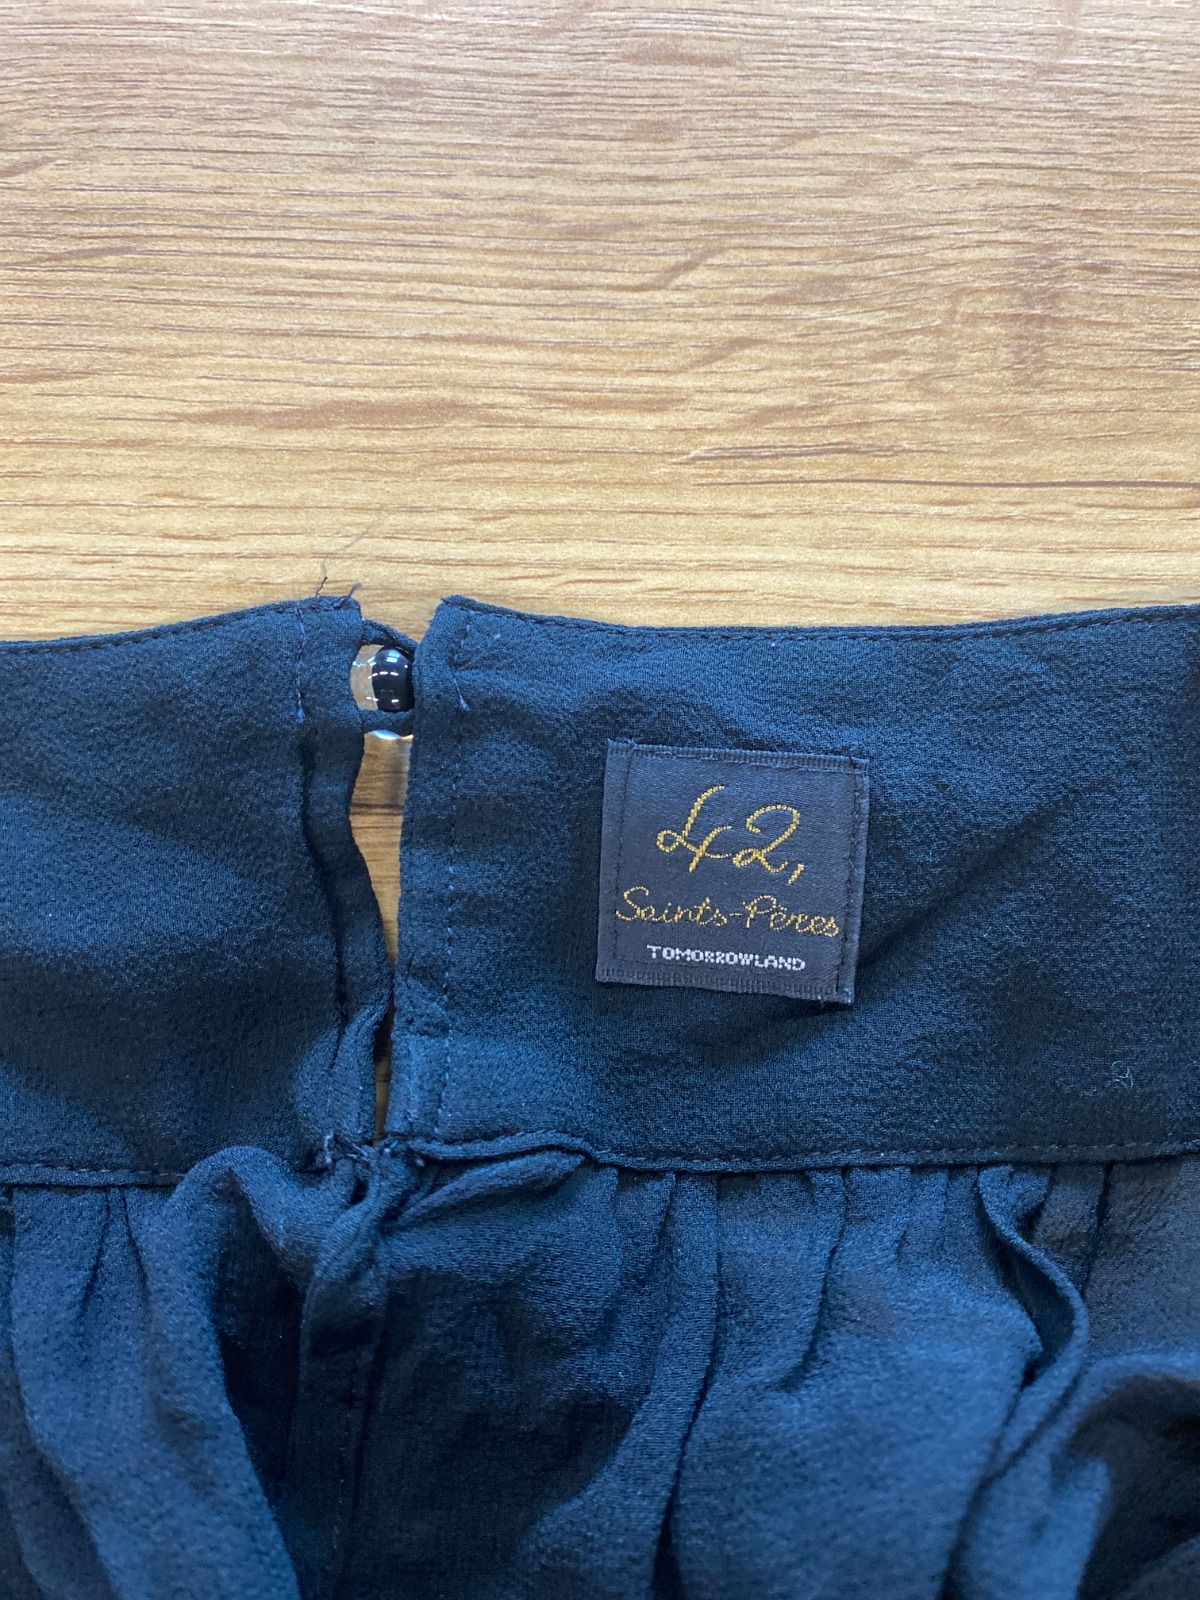 42,
Saints-Pères
TOMORROWLAND